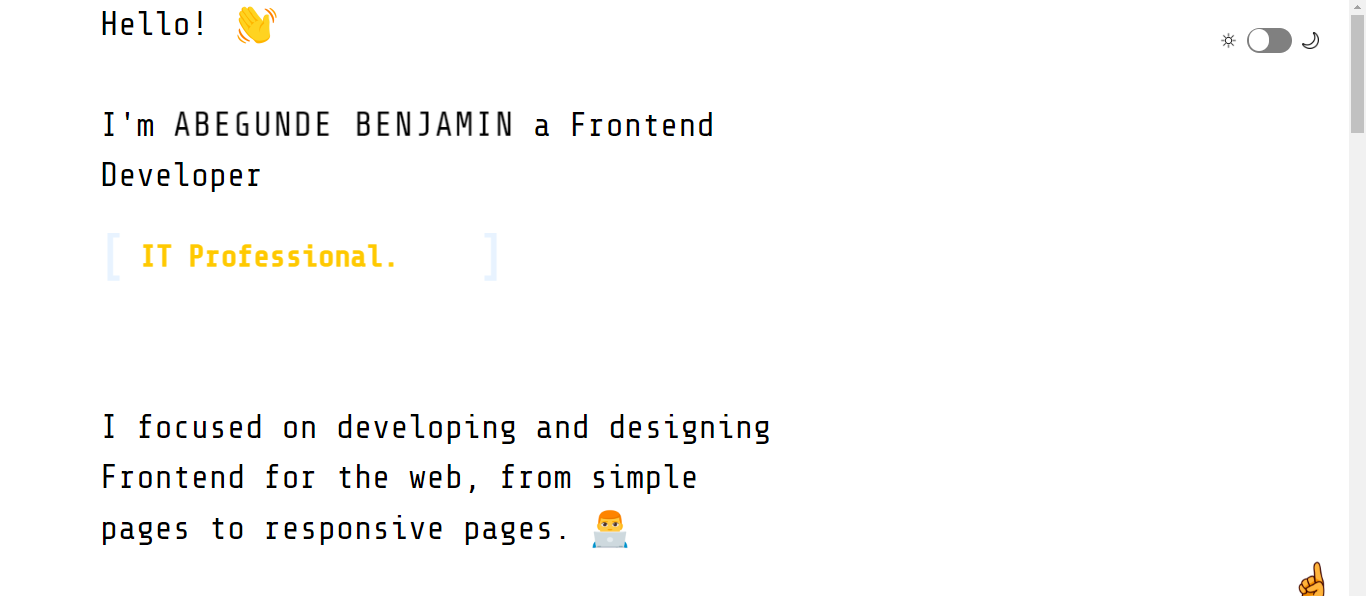 Hello! 👋
I'm ABEGUNDE BENJAMIN a Frontend
Developer
[ IT Professional. ]
I focused on developing and designing
Frontend for the web, from simple
pages to responsive pages. 👨‍💻